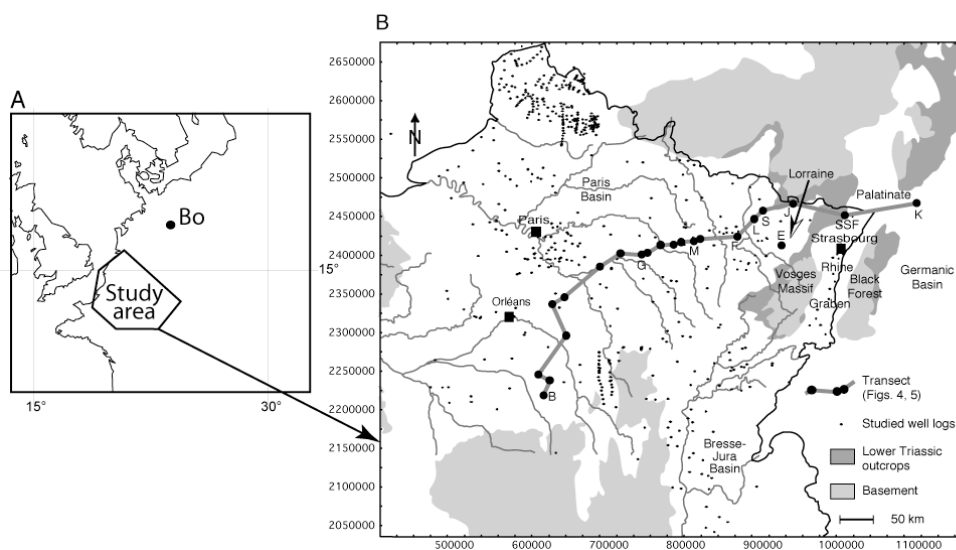 A
Bo
Study
area
15°
15°
30°
B
2650000
2600000
2550000
2500000
2450000
2400000
2350000
2300000
2250000
2200000
2150000
2100000
2050000
N
Paris
Basin
Paris
Orléans
B
G
M
F
L
S
J
E
Lorraine
Palatinate
SSF
K
Strasbourg
Vosges
Massif
Rhine
Graben
Black
Forest
Germanic
Basin
Bresse-
Jura
Basin
Transect
(Figs. 4, 5)
Studied well logs
Lower Triassic
outcrops
Basement
50 km
500000
600000
700000
800000
900000
1000000
1100000